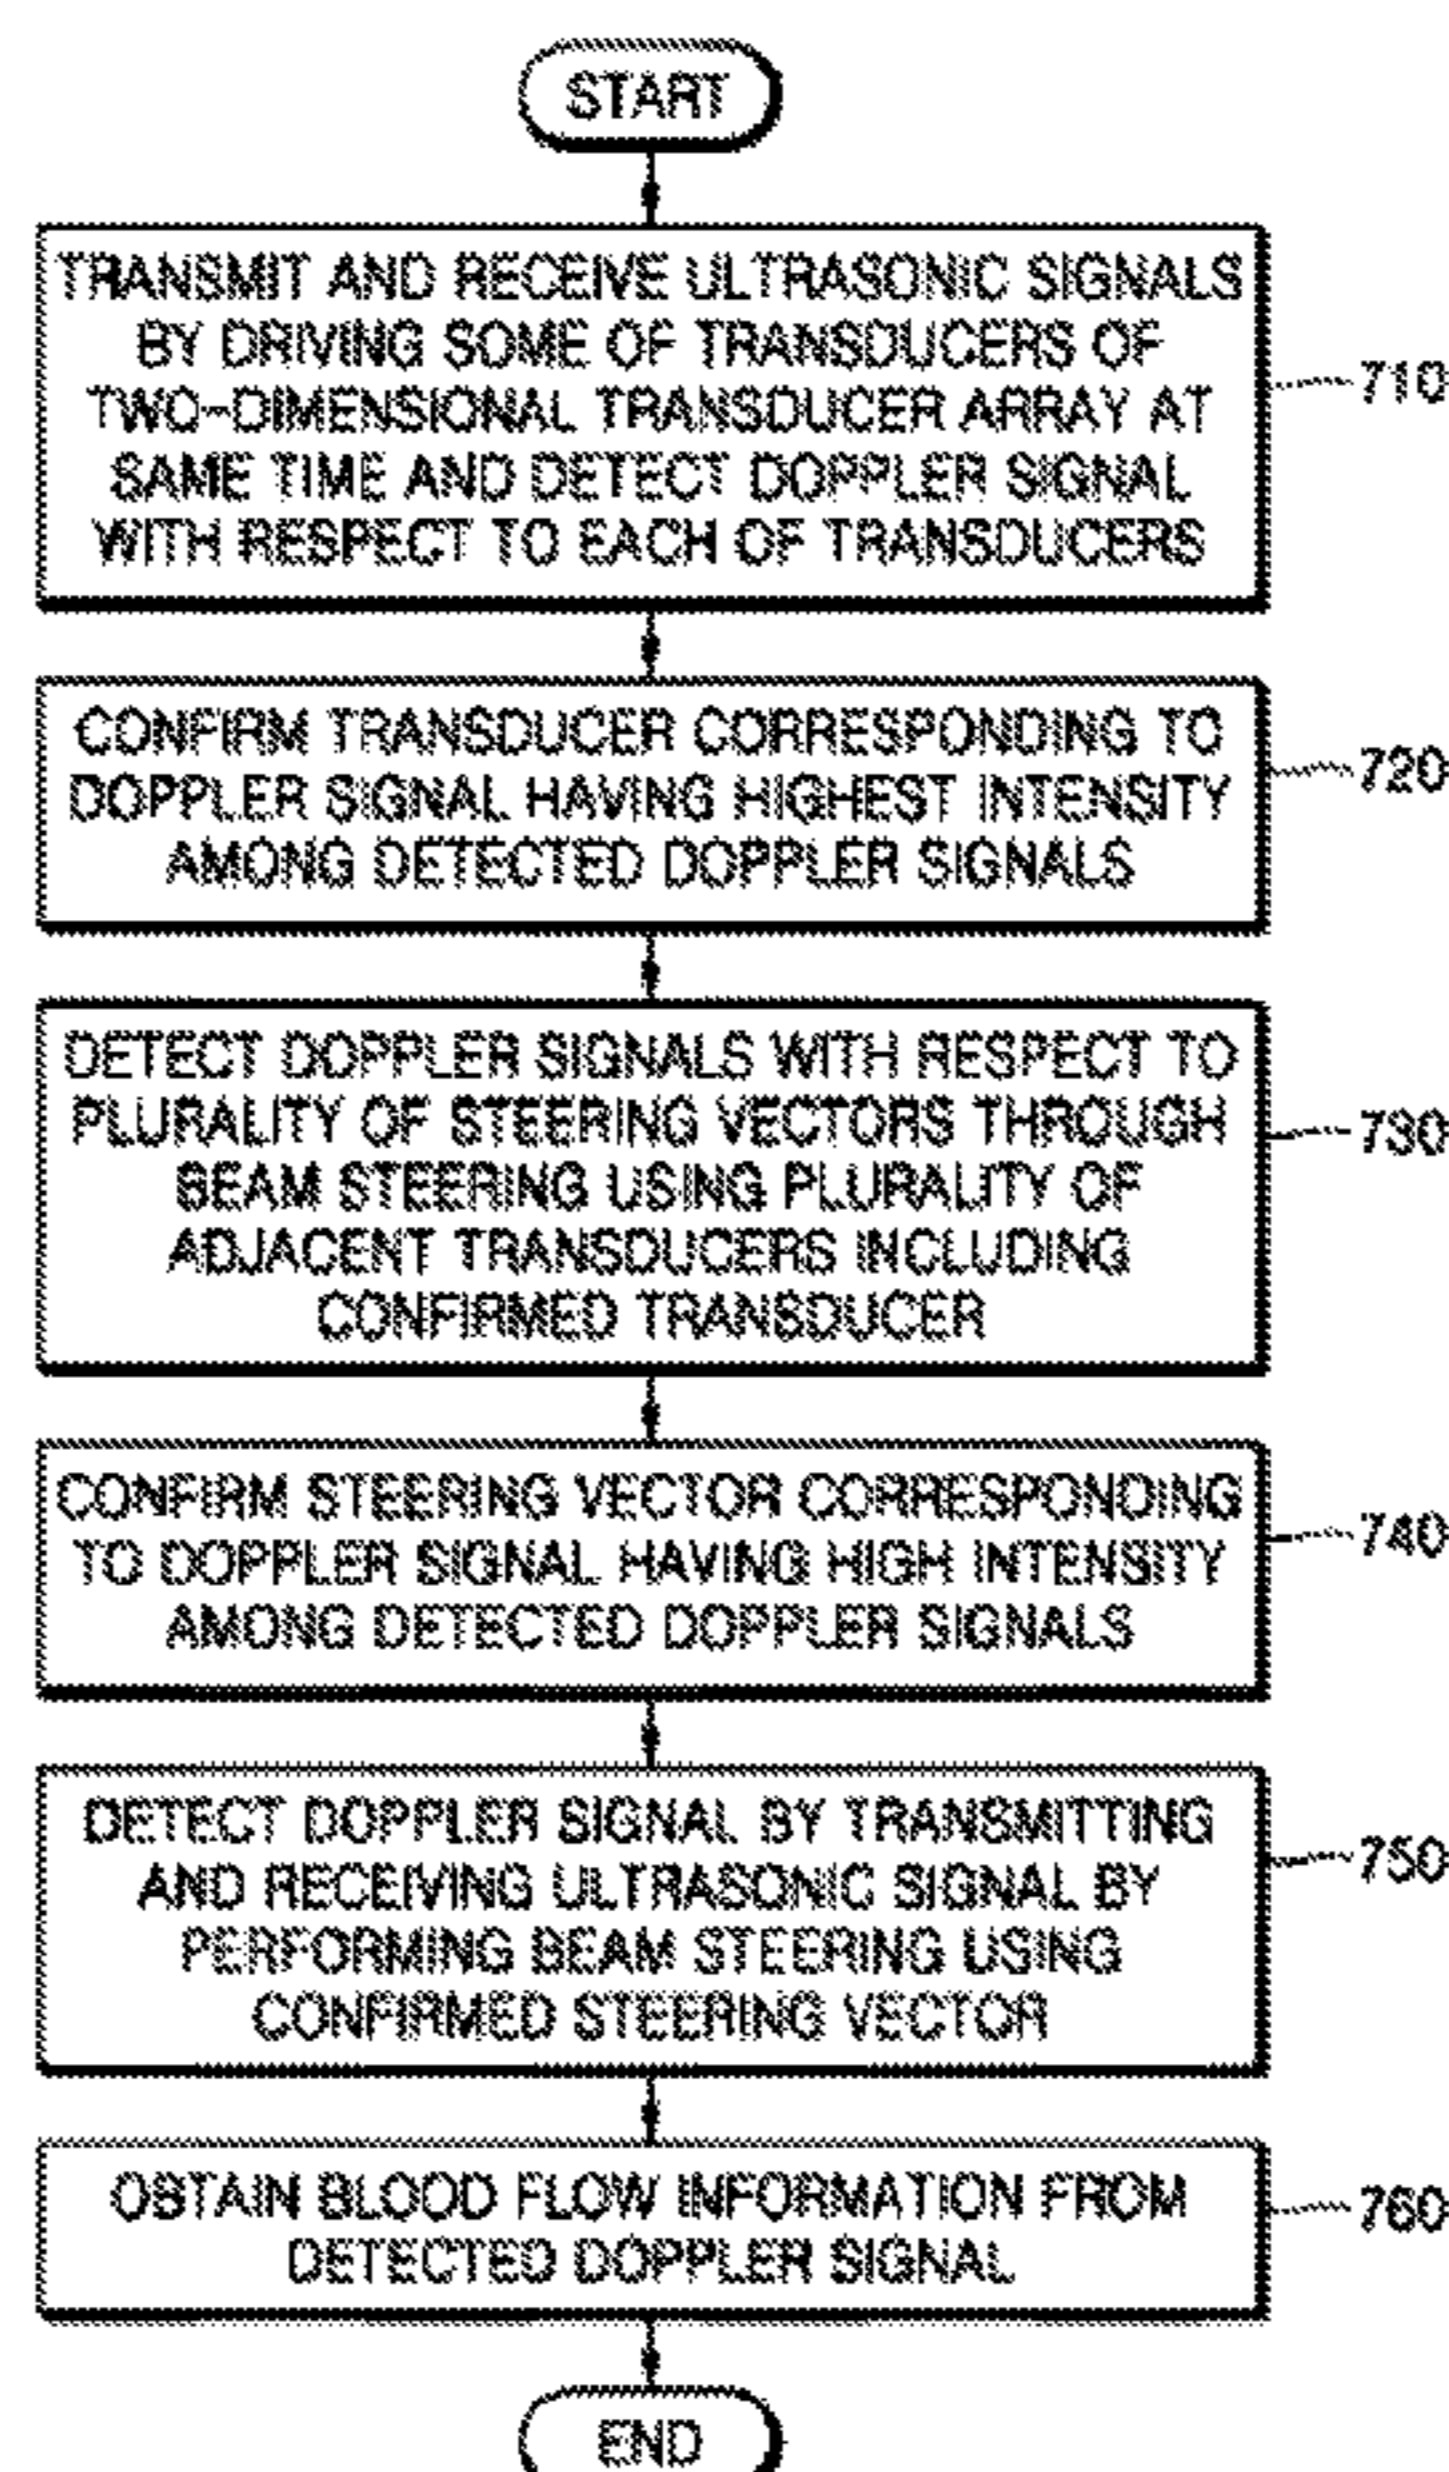 START
TRANSMIT AND RECEIVE ULTRASONIC SIGNALS
BY DRIVING SOME OF TRANSDUCERS OF
TWO-DIMENSIONAL TRANSDUCER ARRAY AT
SAME TIME AND DETECT DOPPLER SIGNAL
WITH RESPECT TO EACH OF TRANSDUCERS
710
CONFIRM TRANSDUCER CORRESPONDING TO
DOPPLER SIGNAL HAVING HIGHEST INTENSITY
AMONG DETECTED DOPPLER SIGNALS
720
DETECT DOPPLER SIGNALS WITH RESPECT TO
PLURALITY OF STEERING VECTORS THROUGH
BEAM STEERING USING PLURALITY OF
ADJACENT TRANSDUCERS INCLUDING
CONFIRMED TRANSDUCER
730
CONFIRM STEERING VECTOR CORRESPONDING
TO DOPPLER SIGNAL HAVING HIGH INTENSITY
AMONG DETECTED DOPPLER SIGNALS
740
DETECT DOPPLER SIGNAL BY TRANSMITTING
AND RECEIVING ULTRASONIC SIGNAL BY
PERFORMING BEAM STEERING USING
CONFIRMED STEERING VECTOR
750
OBTAIN BLOOD FLOW INFORMATION FROM
DETECTED DOPPLER SIGNAL
760
END